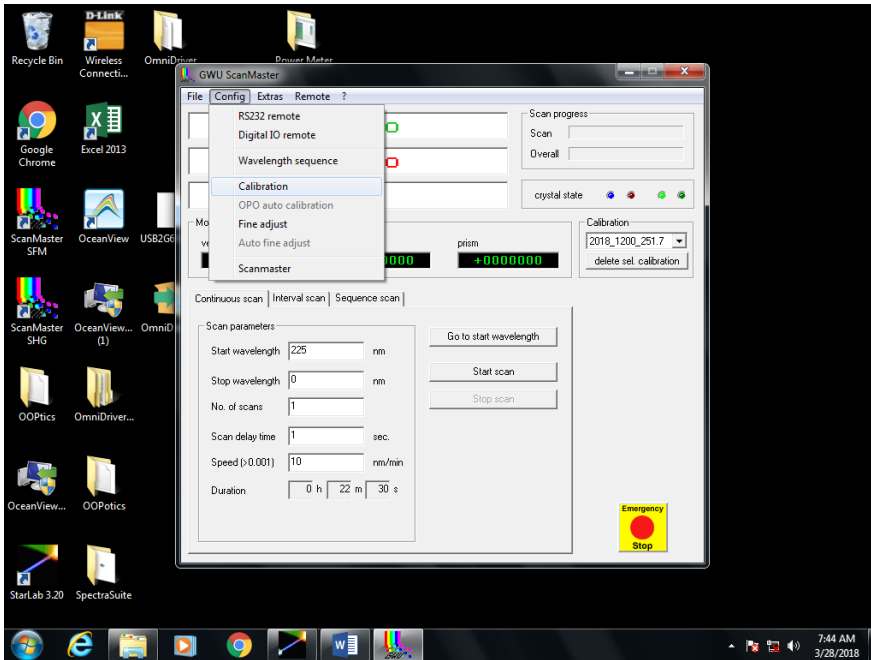 D-Link
Recycle Bin
Wireless Connecti...
OmniDriver
Power Meter
GWU ScanMaster
File Config Extras Remote ?
RS232 remote
Digital IO remote
Wavelength sequence
Calibration
OPO auto calibration
Fine adjust
Auto fine adjust
Scanmaster
Scan progress
Scan
Overall
crystal state
Mo
ve
0000
prism
+0000000
Calibration
2018_1200_251.7
delete sel. calibration
Continuous scan Interval scan Sequence scan
Scan parameters
Start wavelength 225 nm
Stop wavelength 0 nm
No. of scans 1
Scan delay time 1 sec.
Speed (>0.001) 10 nm/min
Duration 0 h 22 m 30 s
Go to start wavelength
Start scan
Stop scan
Emergency
Stop
Google Chrome
Excel 2013
ScanMaster SFM
OceanView
USB2G6
ScanMaster SHG
OceanView... (1)
OmniD
OOPtics
OmniDriver...
OceanView...
OOPotics
StarLab 3.20
SpectraSuite
7:44 AM
3/28/2018